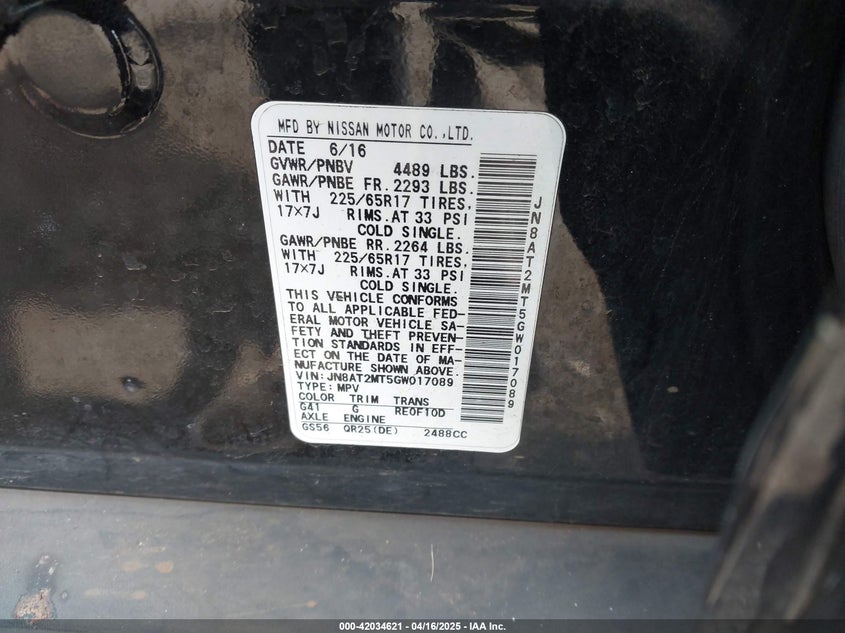 MFD BY NISSAN MOTOR CO.,LTD.
DATE 6/16
GVWR/PNBV 4489 LBS.
GAWR/PNBE FR. 2293 LBS.
WITH 225/65R17 TIRES,
17×7J RIMS.AT 33 PSI
COLD SINGLE.
GAWR/PNBE RR. 2264 LBS.
WITH 225/65R17 TIRES,
17×7J RIMS.AT 33 PSI
COLD SINGLE.
THIS VEHICLE CONFORMS
TO ALL APPLICABLE FED-
ERAL MOTOR VEHICLE SA-
FETY AND THEFT PREVEN-
TION STANDARDS IN EFF-
ECT ON THE DATE OF MA-
NUFACTURE SHOWN ABOVE.
VIN:JN8AT2MT5GW017089
TYPE:MPV
COLOR TRIM TRANS
G41 G RE0F10D
AXLE ENGINE
GS56 QR25(DE) 2488CC
JN8AT2MT5GW017089
000-42034621 - 04/16/2025 - IAA Inc.